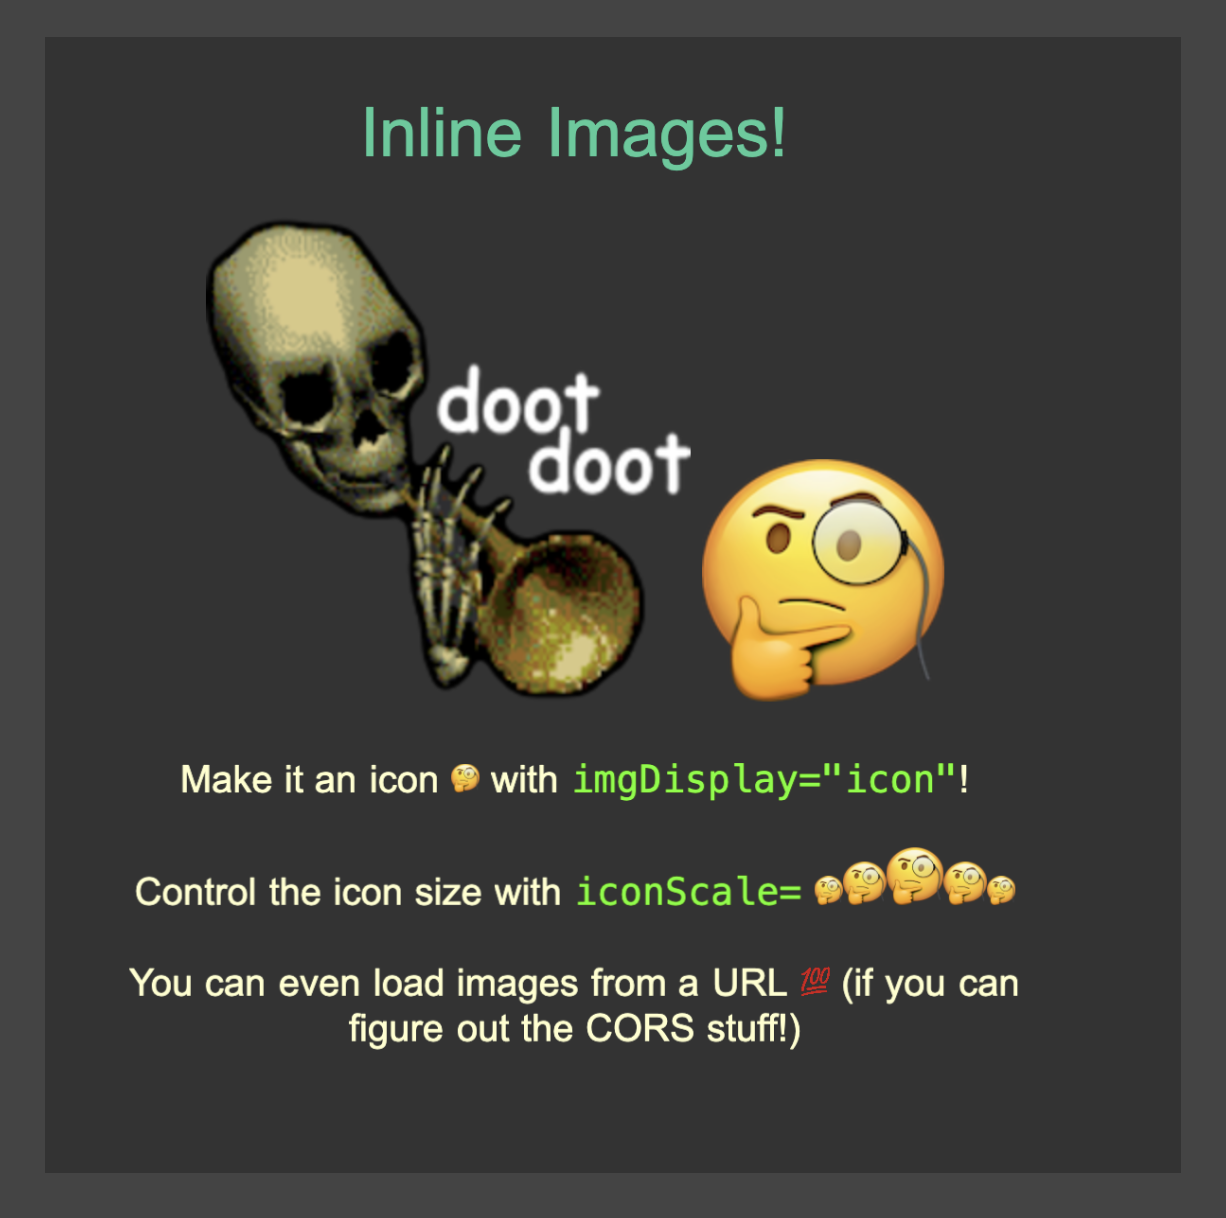 Inline Images!
doot
doot
Make it an icon 🧐 with imgDisplay="icon"!
Control the icon size with iconScale=
You can even load images from a URL 💯 (if you can
figure out the CORS stuff!)